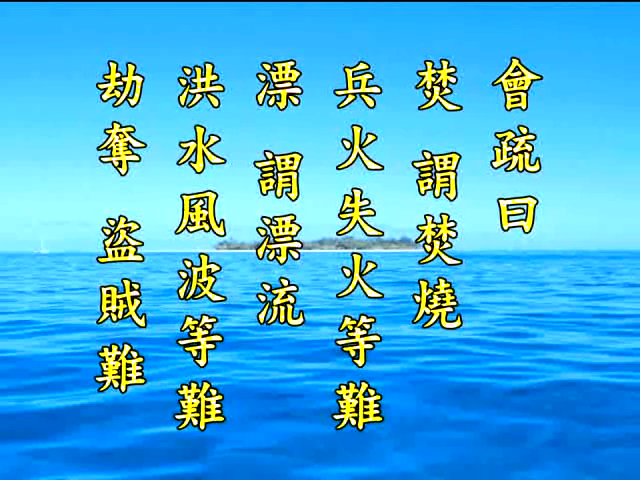 會疏曰
焚　謂焚燒
兵火失火等難
漂　謂漂流
洪水風波等難
劫奪　盜賊難